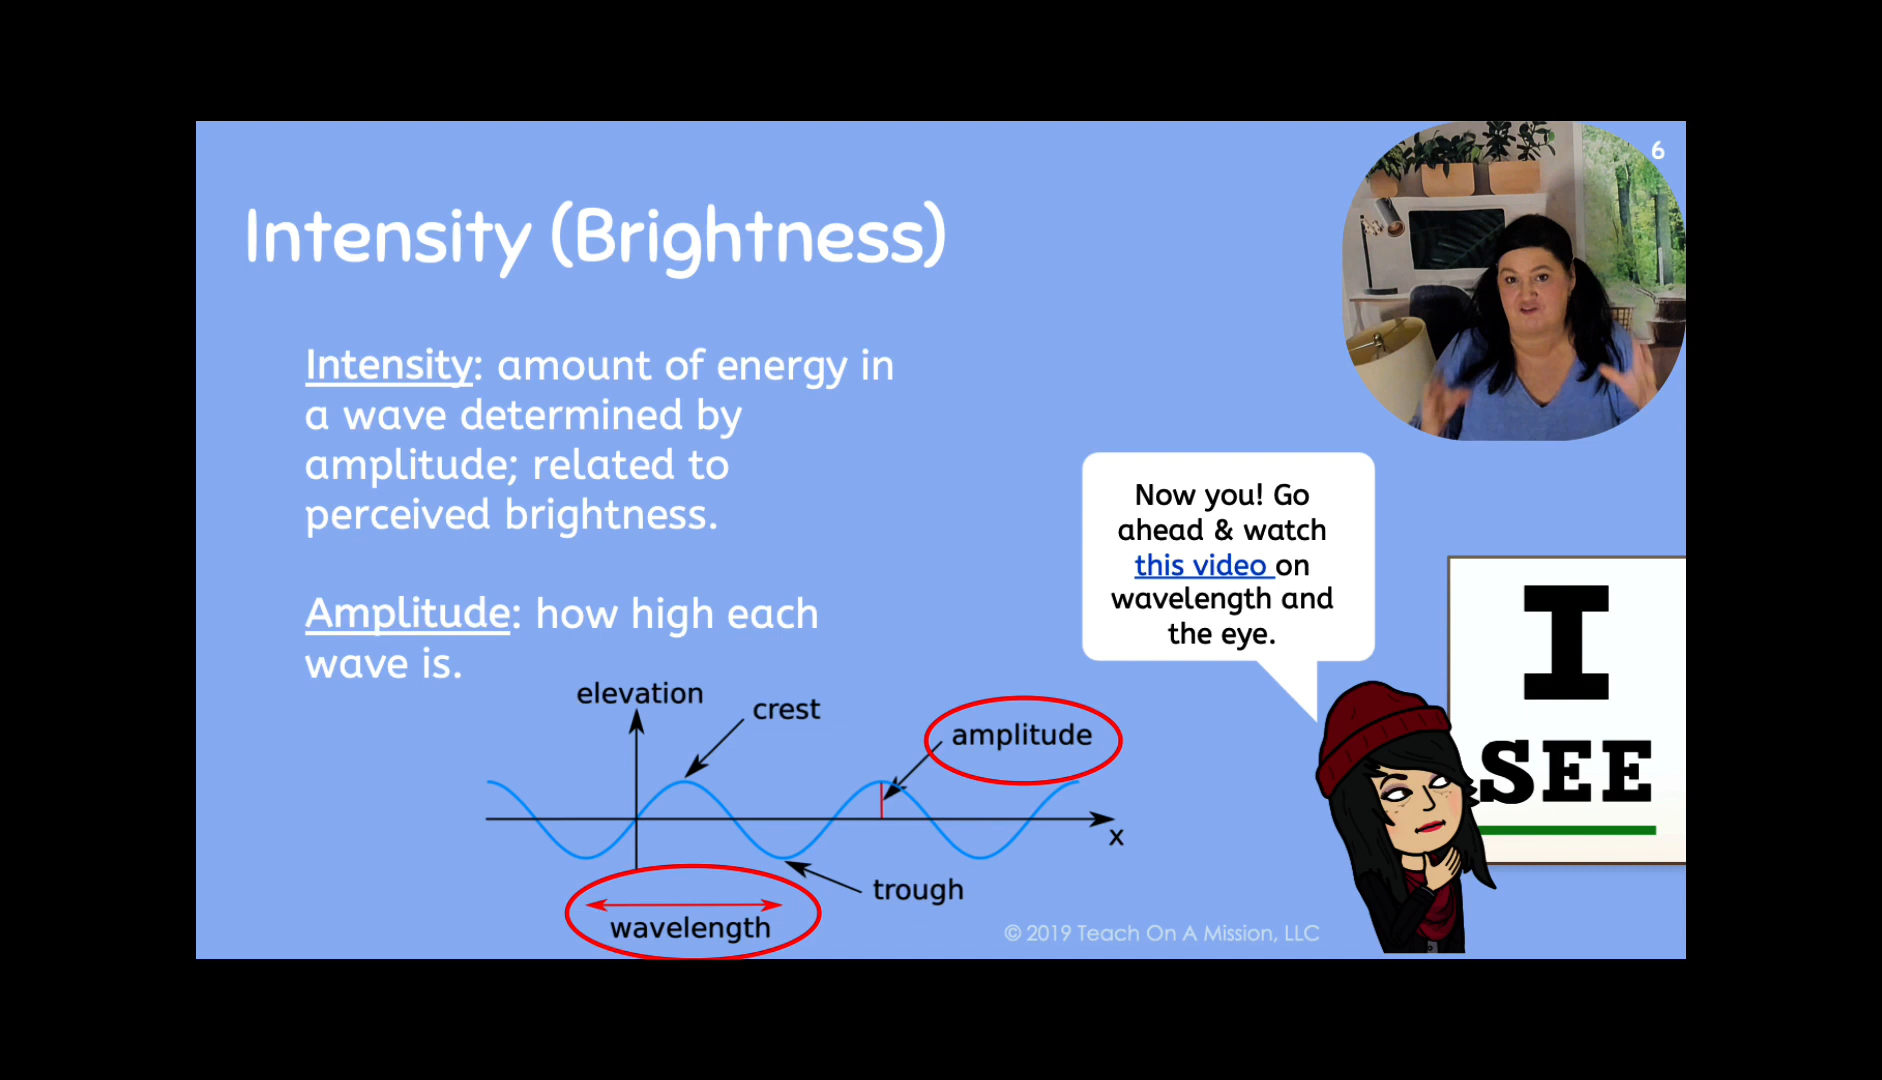 6
Intensity (Brightness)
Intensity: amount of energy in
a wave determined by
amplitude; related to
perceived brightness.
Amplitude: how high each
wave is.
Now you! Go
ahead & watch
this video on
wavelength and
the eye.
I
SEE
elevation
crest
amplitude
x
trough
wavelength
© 2019 Teach On A Mission, LLC